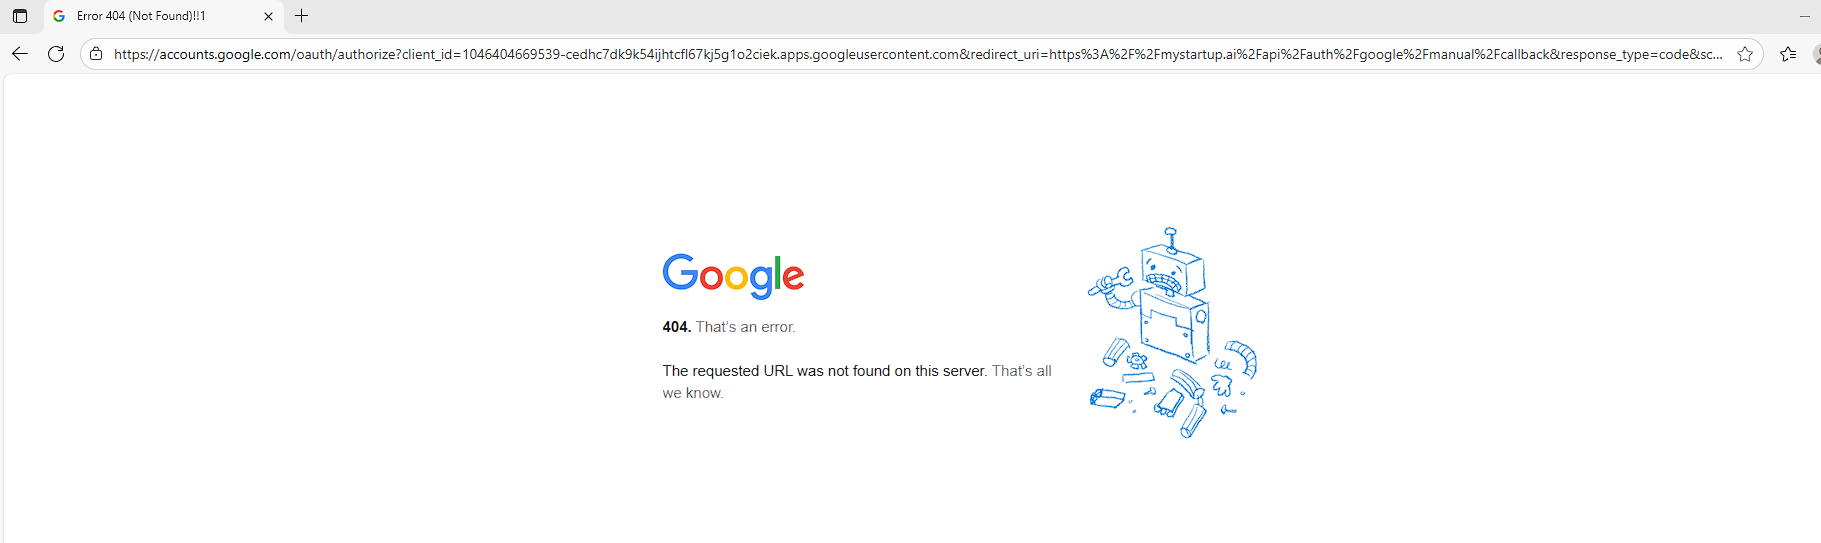 Error 404 (Not Found)!!1
https://accounts.google.com/oauth/authorize?client_id=1046404669539-cedhc7dk9k54ijhtcfl67kj5g1o2ciek.apps.googleusercontent.com&redirect_uri=https%3A%2F%2Fmystartup.ai%2Fapi%2Fauth%2Fgoogle%2Fmanual%2Fcallback&response_type=code&sc...
Google
404. That's an error.
The requested URL was not found on this server. That's all
we know.